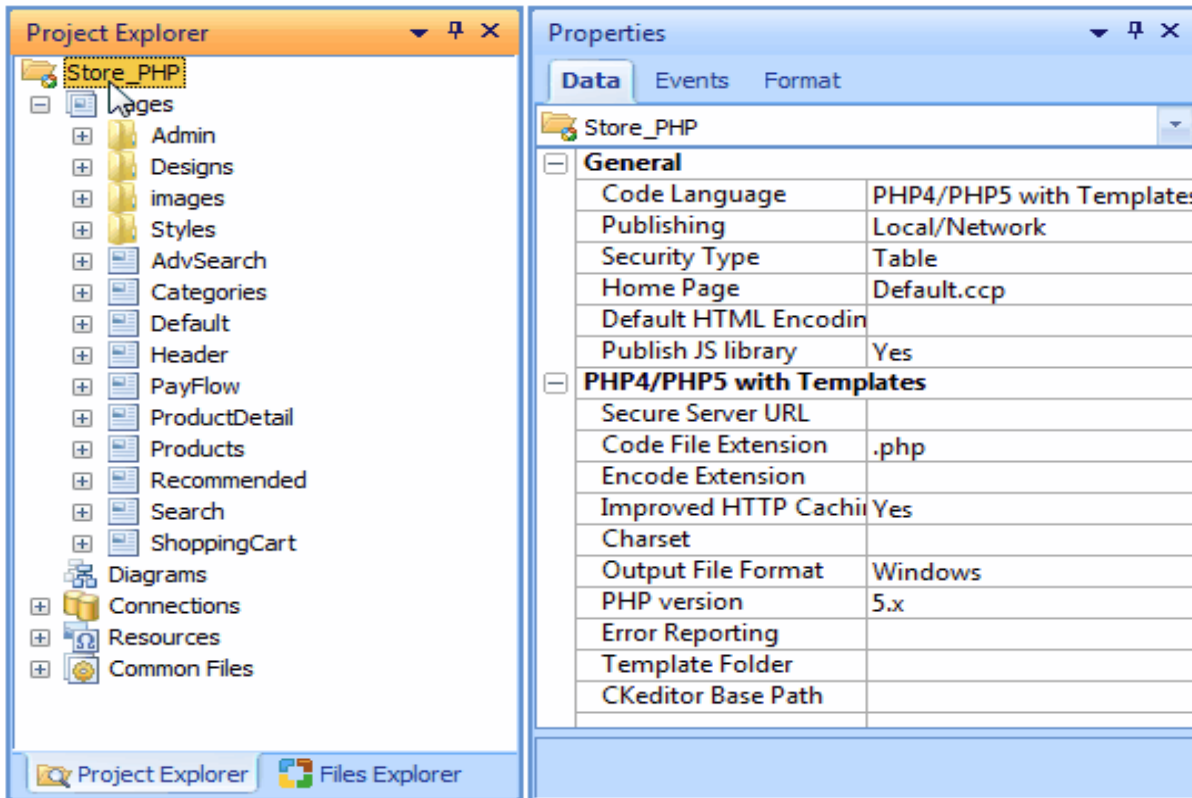 Project Explorer
Store_PHP
Pages
Admin
Designs
images
Styles
AdvSearch
Categories
Default
Header
PayFlow
ProductDetail
Products
Recommended
Search
ShoppingCart
Diagrams
Connections
Resources
Common Files
Project Explorer Files Explorer
Properties
Data Events Format
Store_PHP
General
Code Language PHP4/PHP5 with Templates
Publishing Local/Network
Security Type Table
Home Page Default.ccp
Default HTML Encodin
Publish JS library Yes
PHP4/PHP5 with Templates
Secure Server URL
Code File Extension .php
Encode Extension
Improved HTTP Cachi Yes
Charset
Output File Format Windows
PHP version 5.x
Error Reporting
Template Folder
CKeditor Base Path